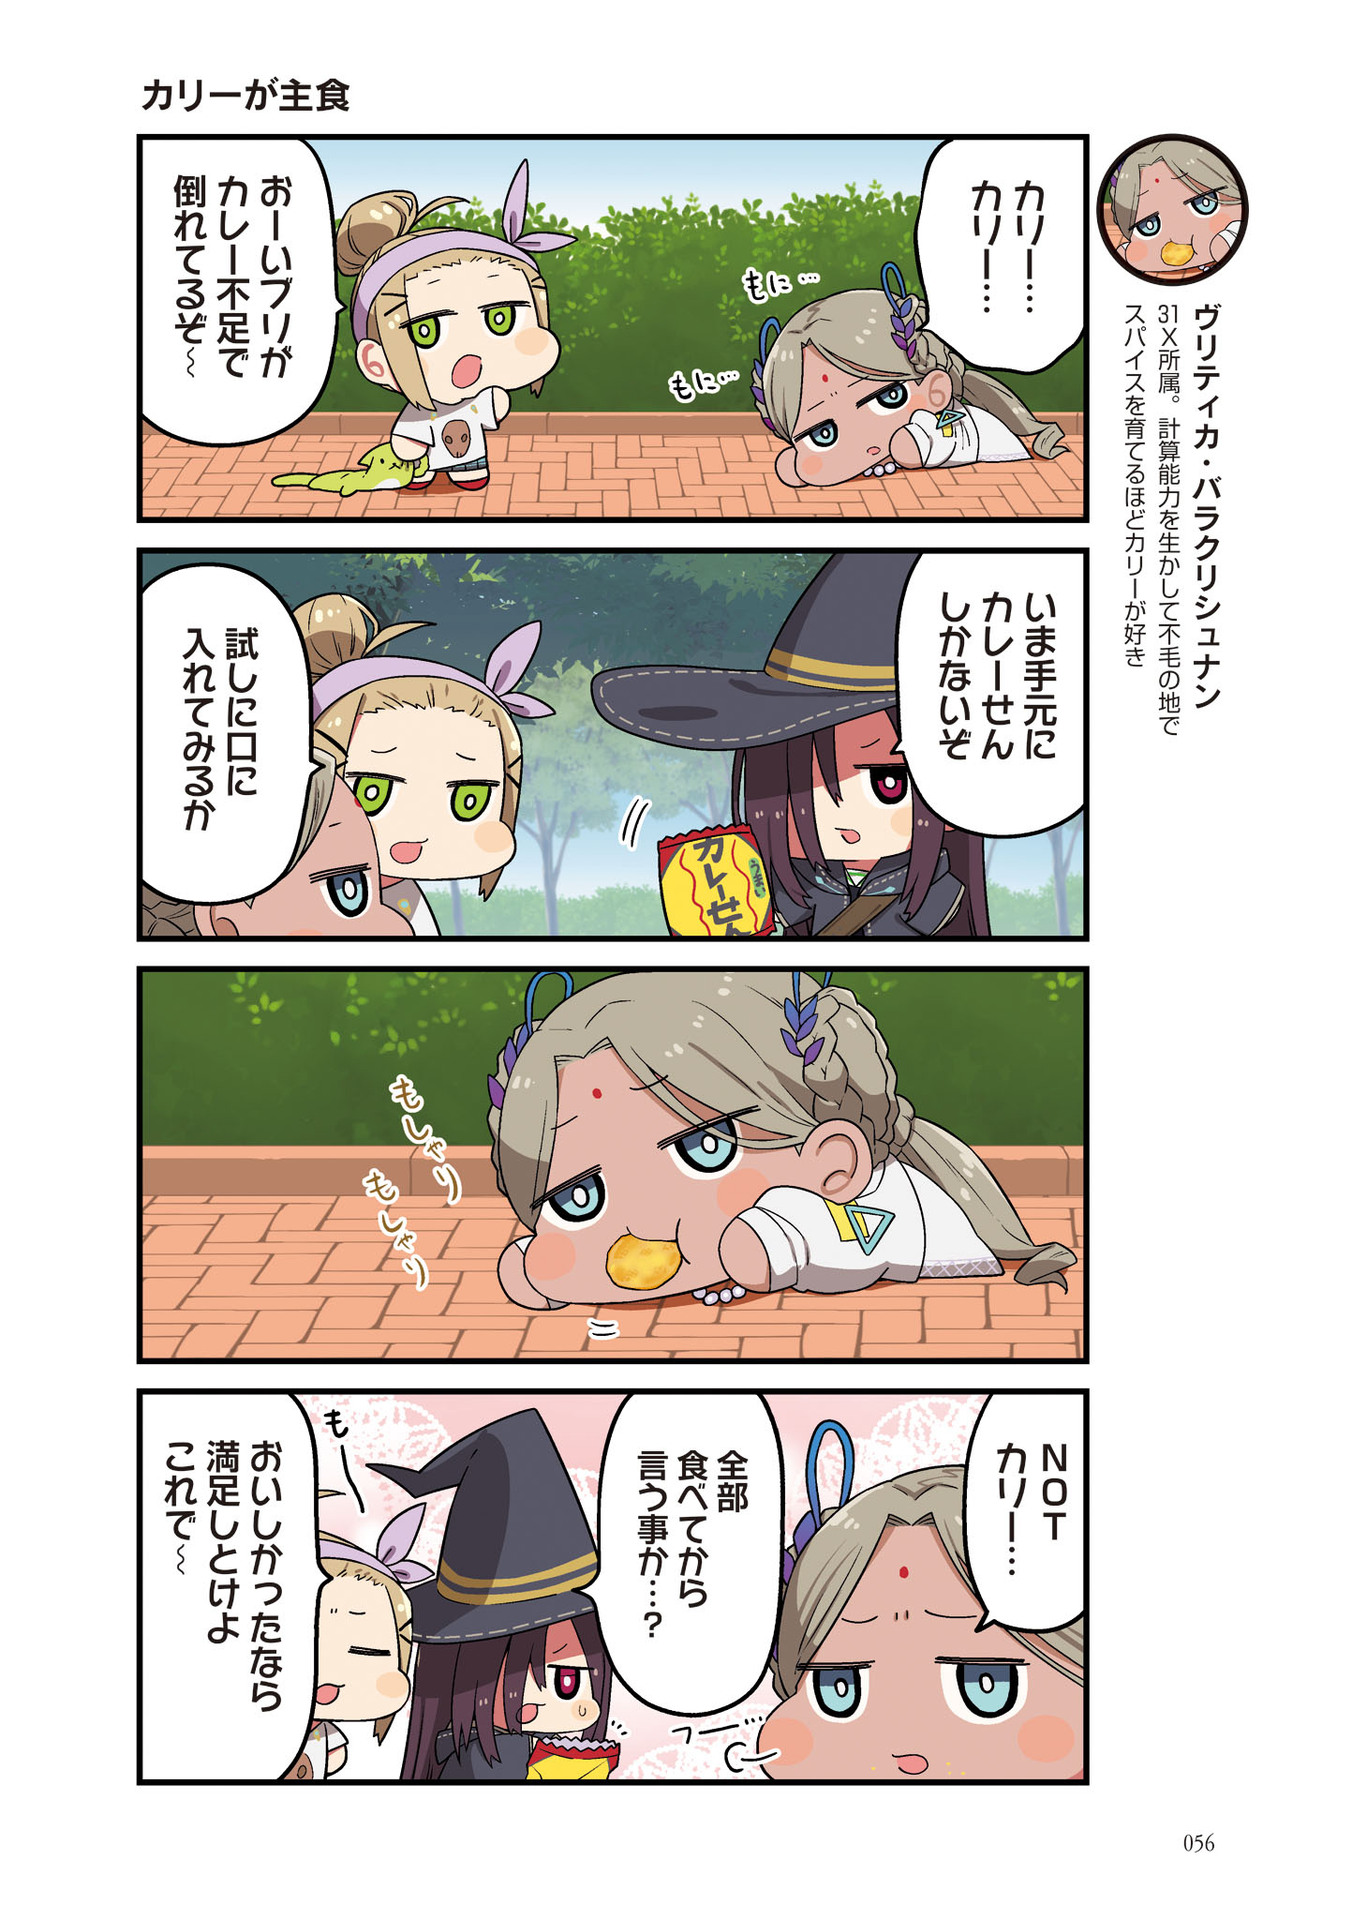 カリーが主食
ヴリティカ・バラクリシュナン
31X所属。計算能力を生かして不毛の地で
スパイスを育てるほどカリーが好き
カリー…
カリー…
もに…
もに…
おーいブリが
カレー不足で
倒れてるぞ～
いま手元に
カレーせん
しかないぞ
うまい
カレーせん
試しに口に
入れてみるか
もしゃり
もしゃり
NOT
カリー…
フー…
全部
食べてから
言う事か…？
も
おいしかったなら
満足しとけよ
これで～
056